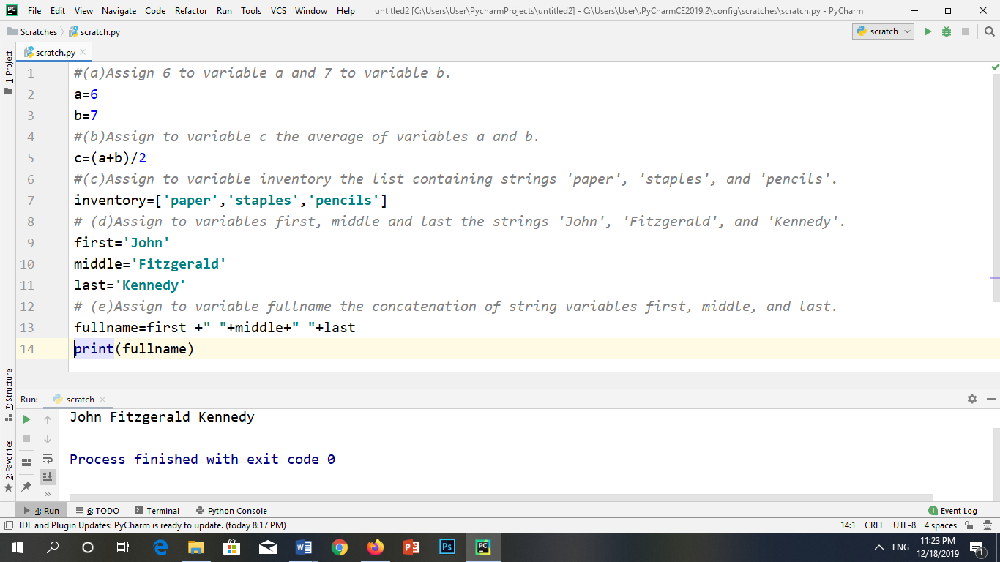 File Edit View Navigate Code Refactor Run Tools VCS Window Help untitled2 [C:\Users\User\PycharmProjects\untitled2] - C:\Users\User\.PyCharmCE2019.2\config\scratches\scratch.py - PyCharm
Scratches scratch.py scratch
1: Project
scratch.py
1 #(a)Assign 6 to variable a and 7 to variable b.
2 a=6
3 b=7
4 #(b)Assign to variable c the average of variables a and b.
5 c=(a+b)/2
6 #(c)Assign to variable inventory the list containing strings 'paper', 'staples', and 'pencils'.
7 inventory=['paper','staples','pencils']
8 # (d)Assign to variables first, middle and last the strings 'John', 'Fitzgerald', and 'Kennedy'.
9 first='John'
10 middle='Fitzgerald'
11 last='Kennedy'
12 # (e)Assign to variable fullname the concatenation of string variables first, middle, and last.
13 fullname=first +" "+middle+" "+last
14 print(fullname)
7: Structure
2: Favorites
Run: scratch
John Fitzgerald Kennedy
Process finished with exit code 0
4: Run 6: TODO Terminal Python Console 1 Event Log
IDE and Plugin Updates: PyCharm is ready to update. (today 8:17 PM) 14:1 CRLF UTF-8 4 spaces
ENG 11:23 PM
12/18/2019 1